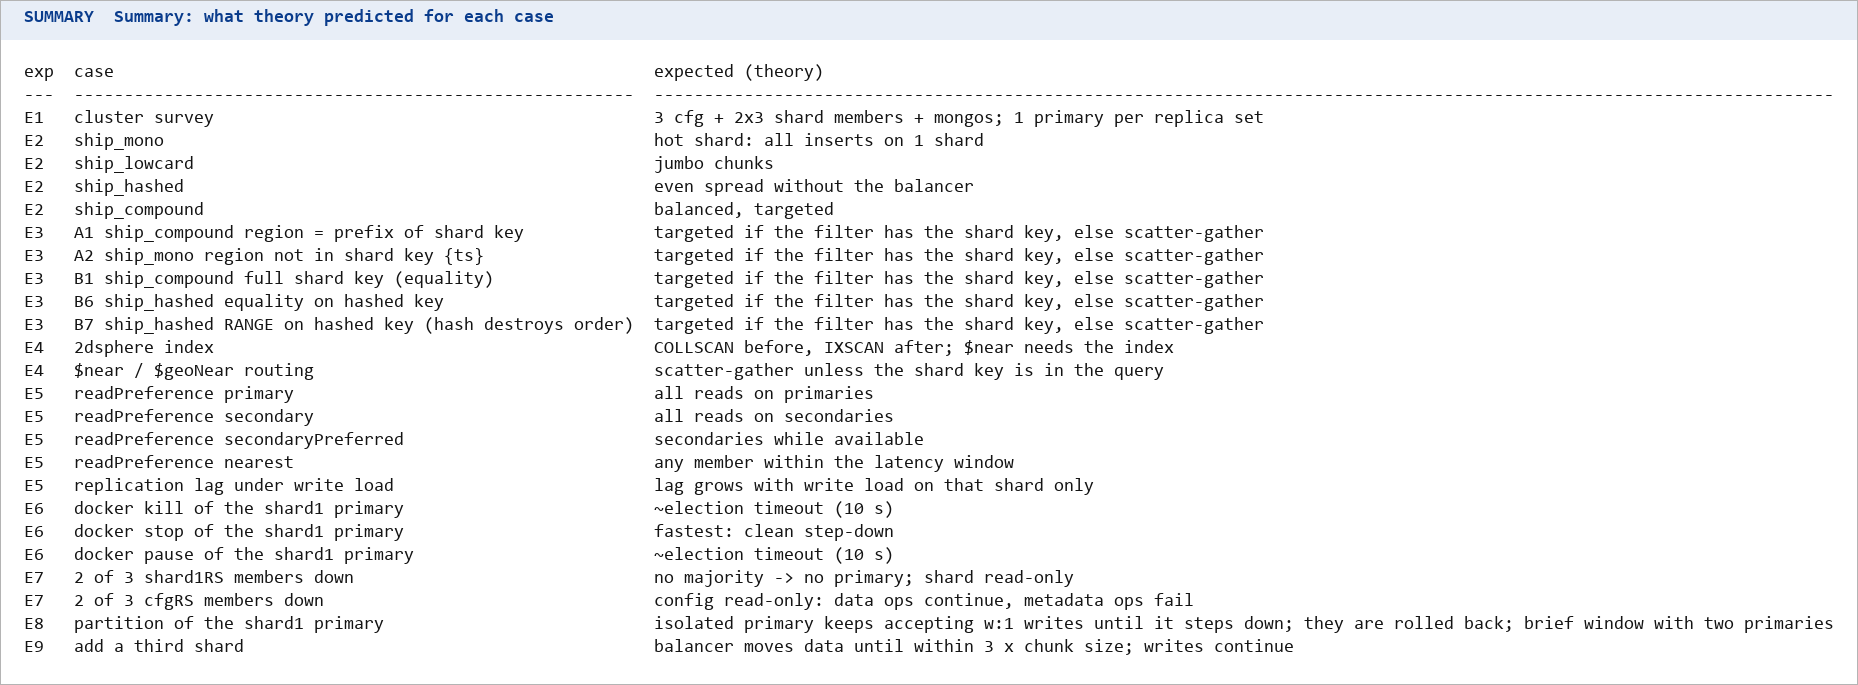 SUMMARY  Summary: what theory predicted for each case
exp  case                                                      expected (theory)
---  --------------------------------------------------------  ----------------------------------------------------------------------------------------------------------------------
E1   cluster survey                                            3 cfg + 2x3 shard members + mongos; 1 primary per replica set
E2   ship_mono                                                 hot shard: all inserts on 1 shard
E2   ship_lowcard                                              jumbo chunks
E2   ship_hashed                                               even spread without the balancer
E2   ship_compound                                             balanced, targeted
E3   A1 ship_compound region = prefix of shard key             targeted if the filter has the shard key, else scatter-gather
E3   A2 ship_mono region not in shard key {ts}                 targeted if the filter has the shard key, else scatter-gather
E3   B1 ship_compound full shard key (equality)                targeted if the filter has the shard key, else scatter-gather
E3   B6 ship_hashed equality on hashed key                     targeted if the filter has the shard key, else scatter-gather
E3   B7 ship_hashed RANGE on hashed key (hash destroys order)  targeted if the filter has the shard key, else scatter-gather
E4   2dsphere index                                            COLLSCAN before, IXSCAN after; $near needs the index
E4   $near / $geoNear routing                                  scatter-gather unless the shard key is in the query
E5   readPreference primary                                    all reads on primaries
E5   readPreference secondary                                  all reads on secondaries
E5   readPreference secondaryPreferred                         secondaries while available
E5   readPreference nearest                                    any member within the latency window
E5   replication lag under write load                          lag grows with write load on that shard only
E6   docker kill of the shard1 primary                         ~election timeout (10 s)
E6   docker stop of the shard1 primary                         fastest: clean step-down
E6   docker pause of the shard1 primary                        ~election timeout (10 s)
E7   2 of 3 shard1RS members down                              no majority -> no primary; shard read-only
E7   2 of 3 cfgRS members down                                 config read-only: data ops continue, metadata ops fail
E8   partition of the shard1 primary                           isolated primary keeps accepting w:1 writes until it steps down; they are rolled back; brief window with two primaries
E9   add a third shard                                         balancer moves data until within 3 x chunk size; writes continue